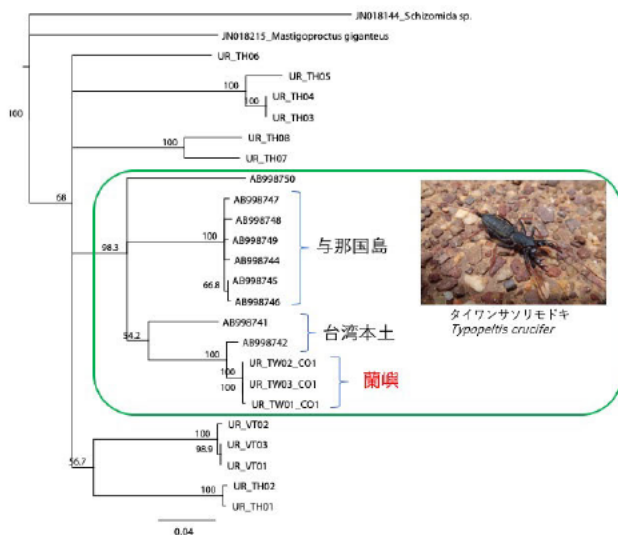 JN018144_Schizomida sp.
JN018215_Mastigoproctus giganteus
UR_TH06
UR_TH05
100
UR_TH04
100
UR_TH03
UR_TH08
100
UR_TH07
68
AB998750
AB998747
AB998748
98.3
100
AB998749
与那国島
AB998744
66.8
AB998745
AB998746
タイワンサソリモドキ
Typopeltis crucifer
AB998741
54.2
台湾本土
100
AB998742
UR_TW02_CO1
100
100
UR_TW03_CO1
蘭嶼
UR_TW01_CO1
UR_VT02
100
98.9
UR_VT03
56.7
UR_VT01
UR_TH02
100
UR_TH01
0.04